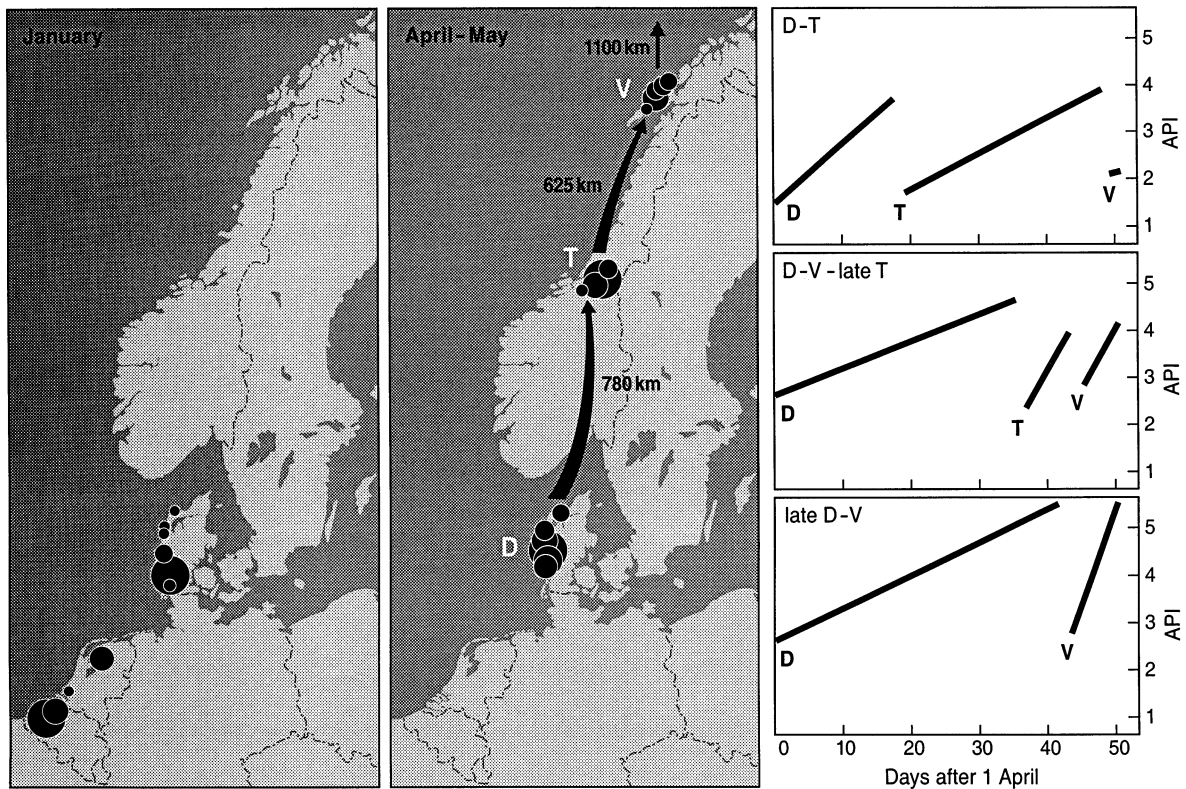 January
April-May
1100 km
V
625 km
T
780 km
D
D-T
5
4
3
2
1
API
D
T
V
D-V-late T
5
4
3
2
1
API
D
T
V
late D-V
5
4
3
2
1
API
D
V
0 10 20 30 40 50
Days after 1 April